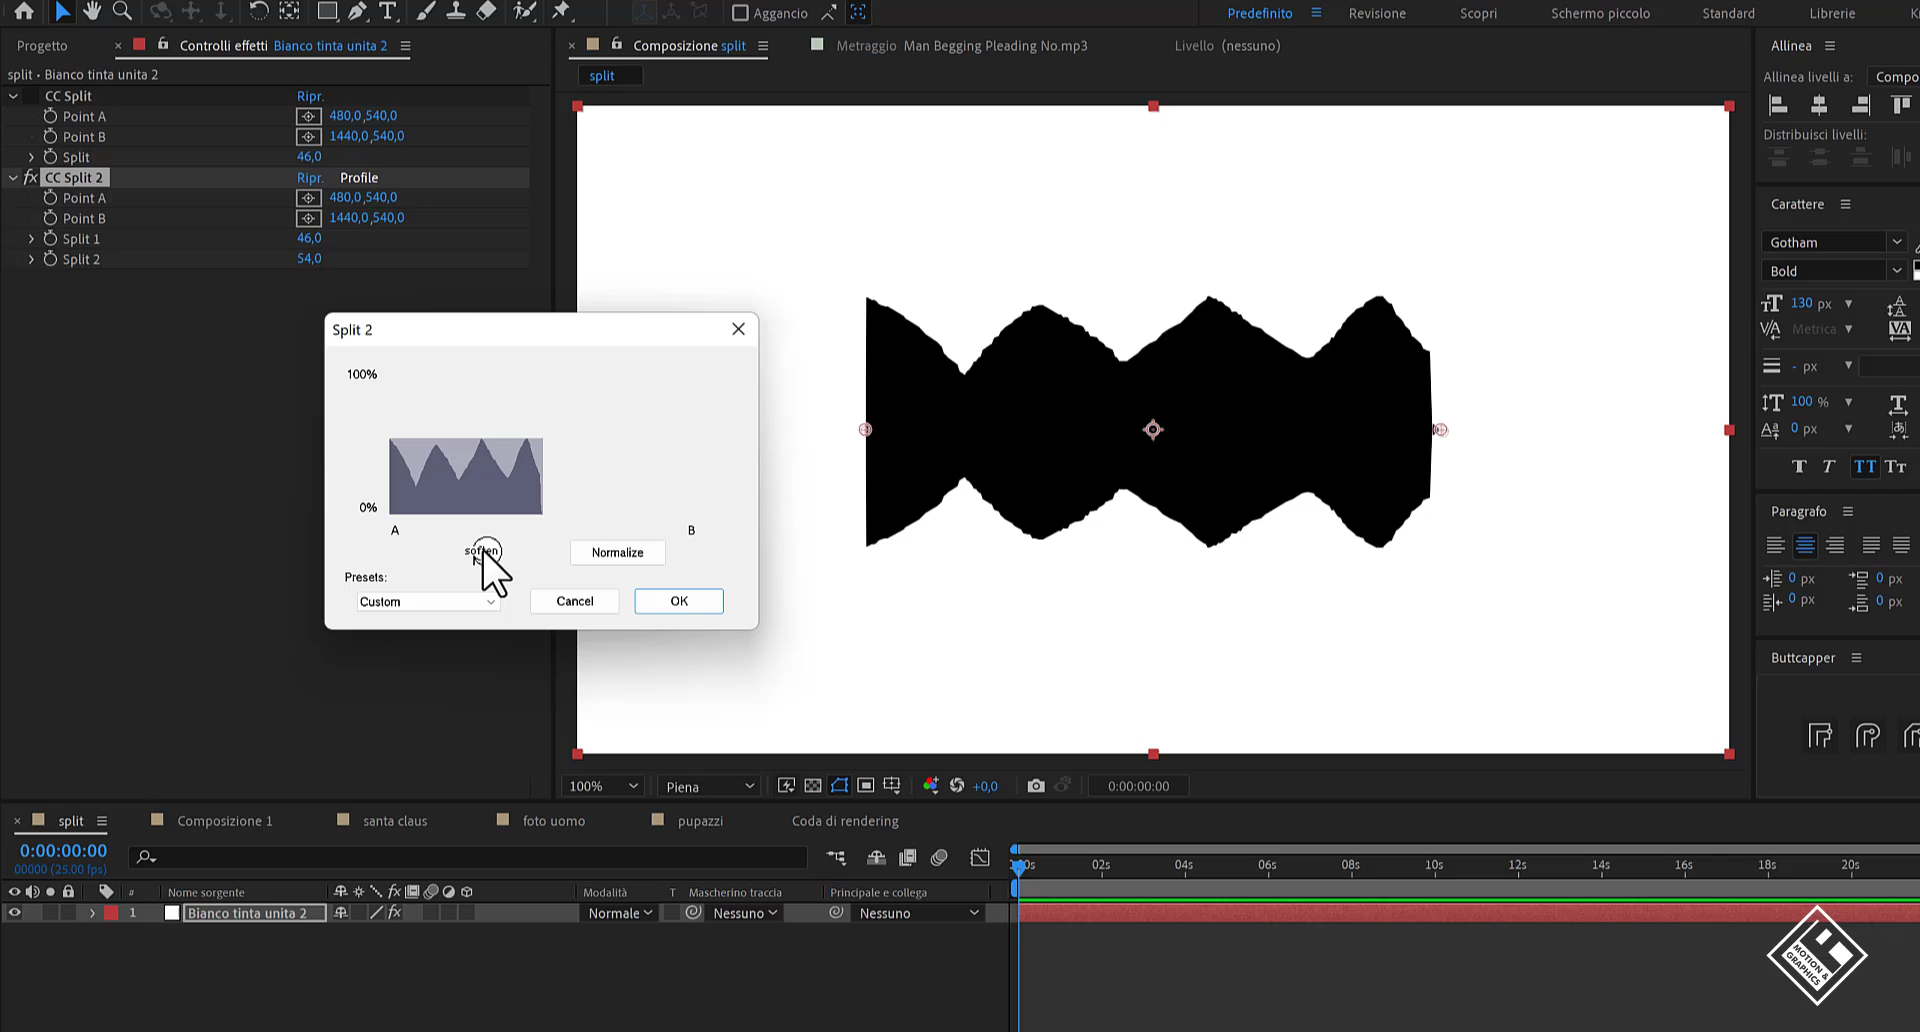 Aggancio
Predefinito
Revisione
Scopri
Schermo piccolo
Standard
Librerie
Progetto
Controlli effetti Bianco tinta unita 2
split • Bianco tinta unita 2
CC Split Ripr.
Point A 480,0,540,0
Point B 1440,0,540,0
Split 46,0
fx CC Split 2 Ripr. Profile
Point A 480,0,540,0
Point B 1440,0,540,0
Split 1 46,0
Split 2 54,0
Composizione split
Metraggio Man Begging Pleading No.mp3
Livello (nessuno)
split
Split 2
100%
0%
A
B
soften
Normalize
Presets:
Custom
Cancel
OK
100%
Piena
+0,0
0:00:00:00
Allinea
Allinea livelli a: Compo
Distribuisci livelli:
Carattere
Gotham
Bold
130 px
Metrica
- px
100 %
0 px
T T TT Tт
Paragrafo
0 px 0 px
0 px 0 px
Buttcapper
split
Composizione 1
santa claus
foto uomo
pupazzi
Coda di rendering
0:00:00:00
00000 (25.00 fps)
02s 04s 06s 08s 10s 12s 14s 16s 18s 20s
# Nome sorgente fx Modalità T Mascherino traccia Principale e collega
1 Bianco tinta unita 2 fx Normale Nessuno Nessuno
MOTION &
GRAPHICS